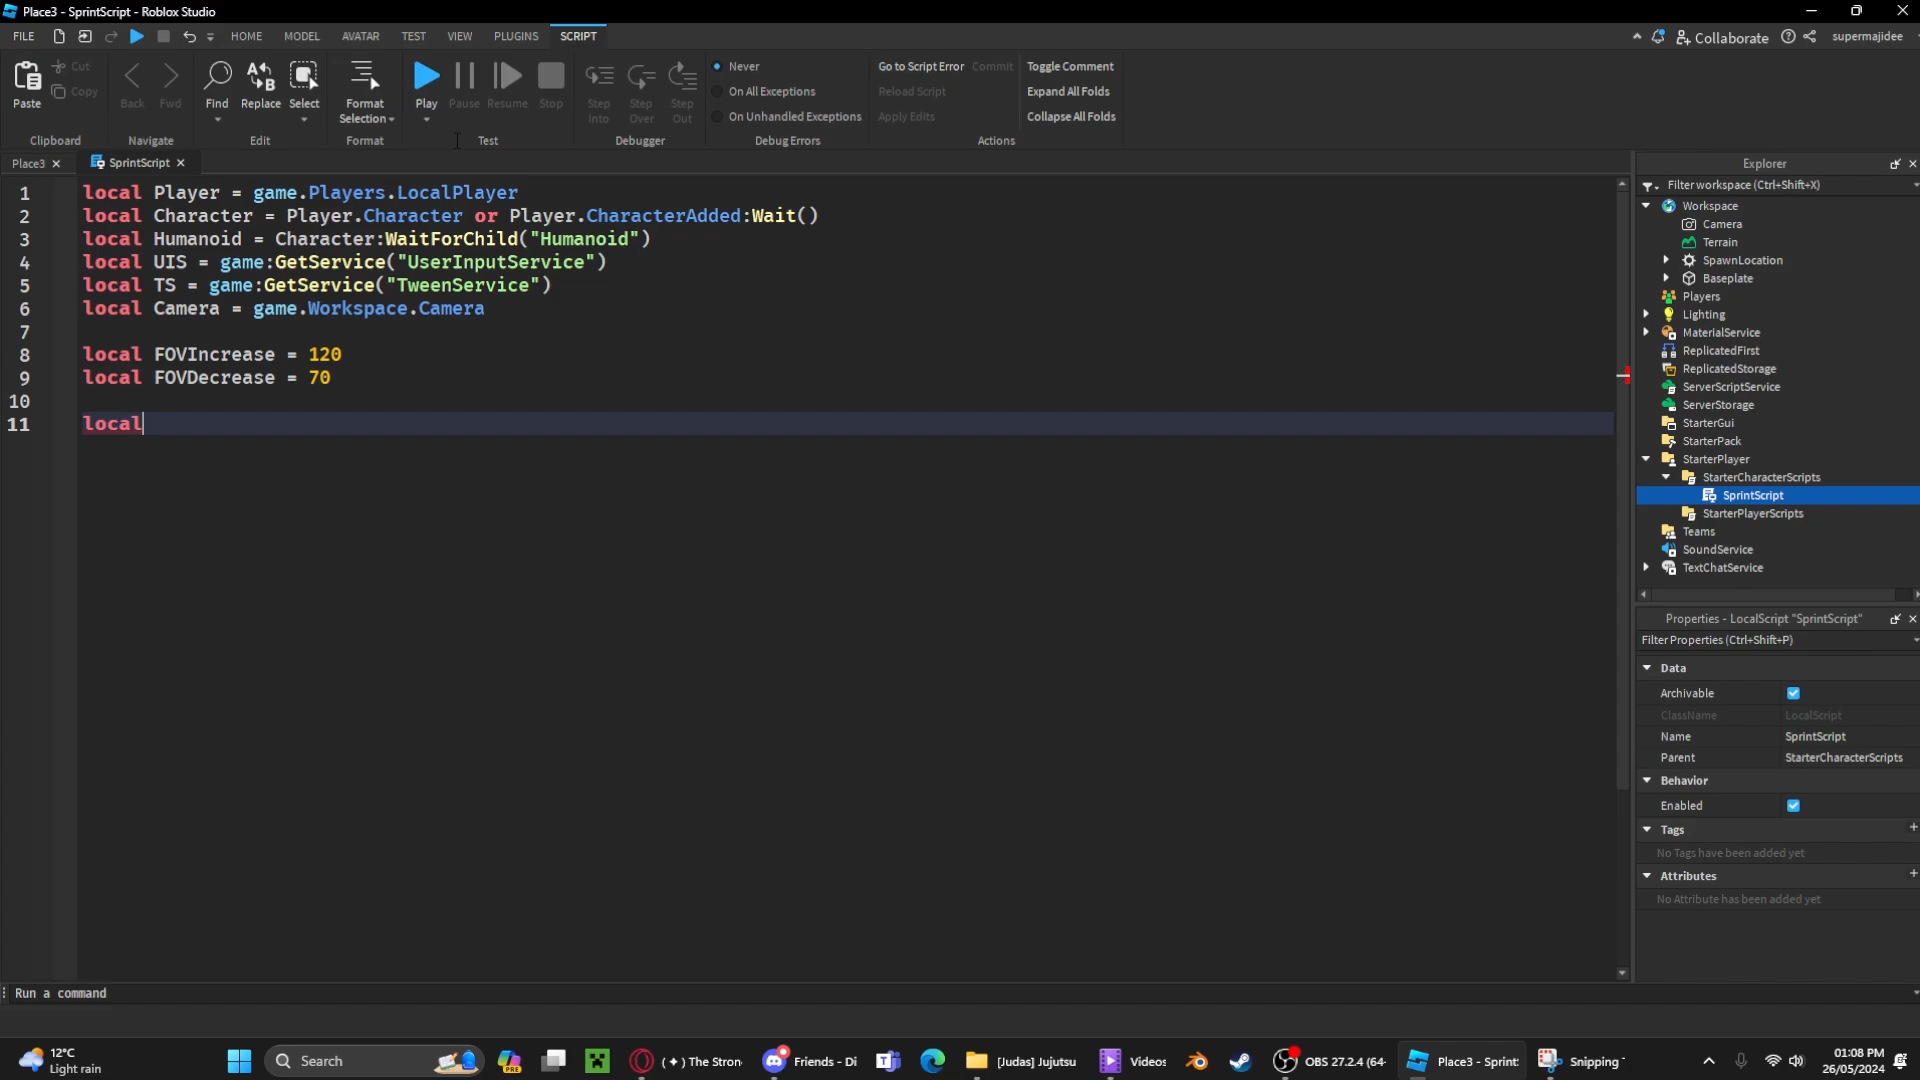 Place3 - SprintScript - Roblox Studio
FILE HOME MODEL AVATAR TEST VIEW PLUGINS SCRIPT Collaborate supermajidee
Paste Cut Copy Back Fwd Find Replace Select Format Selection Play Pause Resume Stop Step Into Step Over Step Out
Never
On All Exceptions
On Unhandled Exceptions
Go to Script Error Commit
Reload Script
Apply Edits
Toggle Comment
Expand All Folds
Collapse All Folds
Clipboard Navigate Edit Format Test Debugger Debug Errors Actions
Place3 SprintScript
1 local Player = game.Players.LocalPlayer
2 local Character = Player.Character or Player.CharacterAdded:Wait()
3 local Humanoid = Character:WaitForChild("Humanoid")
4 local UIS = game:GetService("UserInputService")
5 local TS = game:GetService("TweenService")
6 local Camera = game.Workspace.Camera
7
8 local FOVIncrease = 120
9 local FOVDecrease = 70
10
11 local
Explorer
Filter workspace (Ctrl+Shift+X)
Workspace
Camera
Terrain
SpawnLocation
Baseplate
Players
Lighting
MaterialService
ReplicatedFirst
ReplicatedStorage
ServerScriptService
ServerStorage
StarterGui
StarterPack
StarterPlayer
StarterCharacterScripts
SprintScript
StarterPlayerScripts
Teams
SoundService
TextChatService
Properties - LocalScript "SprintScript"
Filter Properties (Ctrl+Shift+P)
Data
Archivable
ClassName LocalScript
Name SprintScript
Parent StarterCharacterScripts
Behavior
Enabled
Tags
No Tags have been added yet
Attributes
No Attribute has been added yet
Run a command
12°C
Light rain
Search
PRE
( ✦ ) The Stron
Friends - Di
[Judas] Jujutsu
Videos
OBS 27.2.4 (64-
Place3 - Sprint
Snipping
01:08 PM
26/05/2024